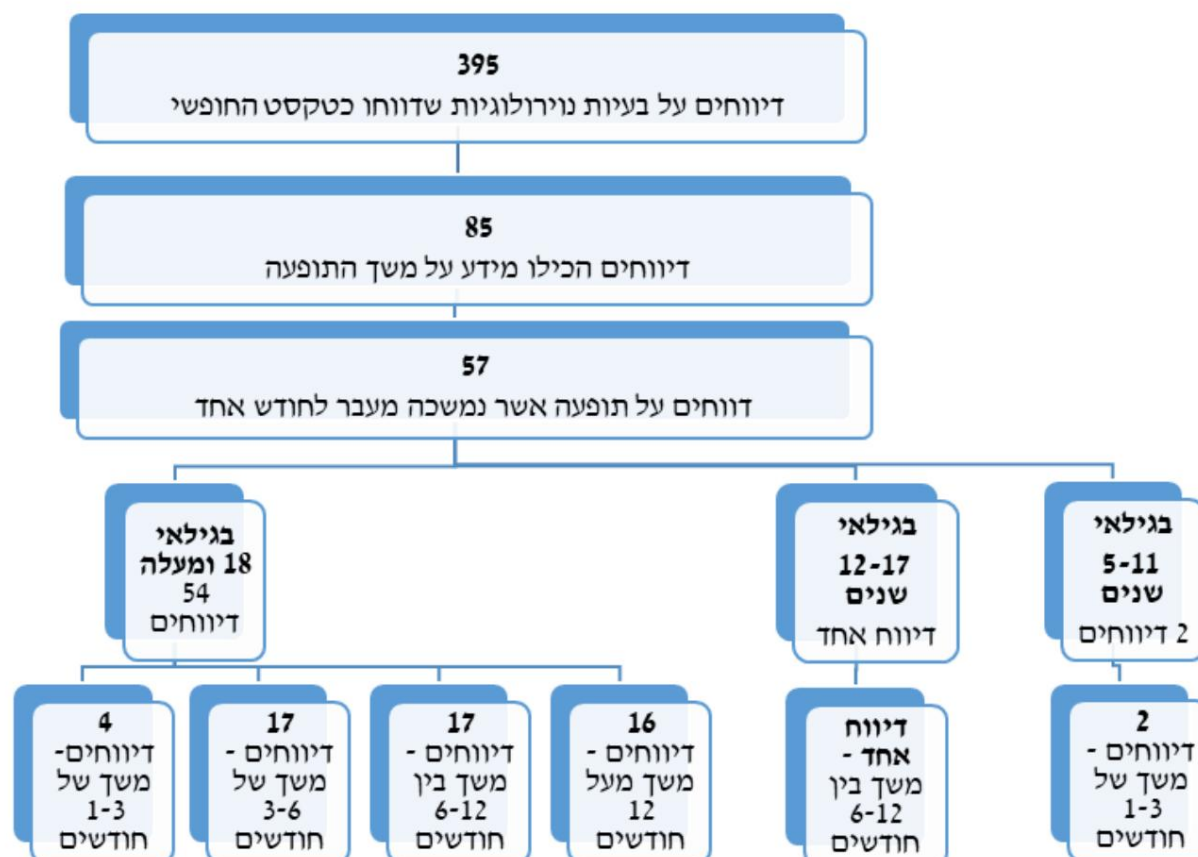 395
דיווחים על בעיות נוירולוגיות שדווחו כטקסט החופשי
85
דיווחים הכילו מידע על משך התופעה
57
דווחים על תופעה אשר נמשכה מעבר לחודש אחד
בגילאי
5-11
שנים
2 דיווחים
בגילאי
12-17
שנים
דיווח אחד
בגילאי
18 ומעלה
54
דיווחים
2
דיווחים -
משך של
1-3
חודשים
דיווח
אחד -
משך בין
6-12
חודשים
16
דיווחים -
משך מעל
12
חודשים
17
דיווחים -
משך בין
6-12
חודשים
17
דיווחים -
משך של
3-6
חודשים
4
דיווחים-
משך של
1-3
חודשים